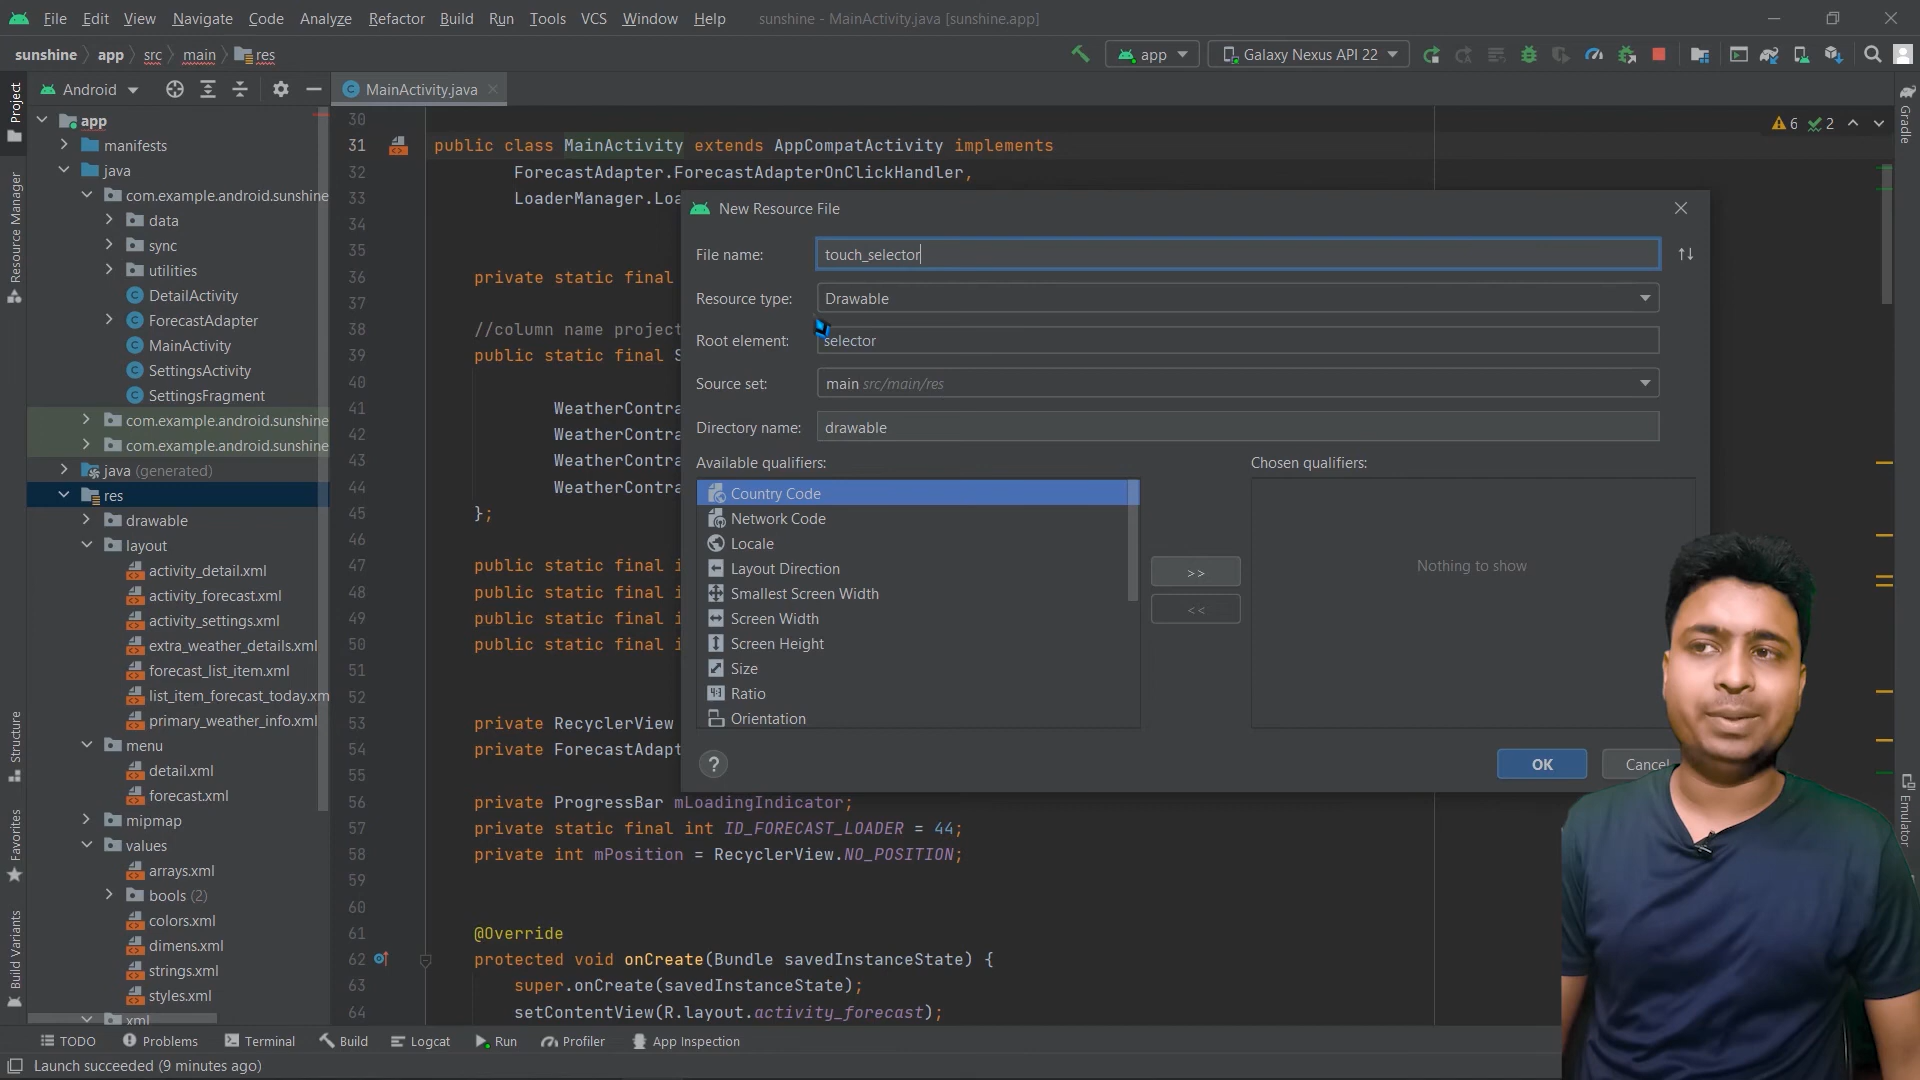 File Edit View Navigate Code Analyze Refactor Build Run Tools VCS Window Help sunshine - MainActivity.java [sunshine.app]
sunshine app src main res
app
Galaxy Nexus API 22
Android
MainActivity.java
Project
Resource Manager
Structure
Favorites
Build Variants
app
manifests
java
com.example.android.sunshine
data
sync
utilities
DetailActivity
ForecastAdapter
MainActivity
SettingsActivity
SettingsFragment
com.example.android.sunshine
com.example.android.sunshine
java (generated)
res
drawable
layout
activity_detail.xml
activity_forecast.xml
activity_settings.xml
extra_weather_details.xml
forecast_list_item.xml
list_item_forecast_today.xm
primary_weather_info.xml
menu
detail.xml
forecast.xml
mipmap
values
arrays.xml
bools (2)
colors.xml
dimens.xml
strings.xml
styles.xml
xml
6 2
30
31 public class MainActivity extends AppCompatActivity implements
32 ForecastAdapter.ForecastAdapterOnClickHandler,
33 LoaderManager.Loa
34
35
36 private static final
37
38 //column name project
39 public static final S
40
41 WeatherContra
42 WeatherContra
43 WeatherContra
44 WeatherContra
45 };
46
47 public static final i
48 public static final i
49 public static final i
50 public static final i
51
52
53 private RecyclerView
54 private ForecastAdapt
55
56 private ProgressBar mLoadingIndicator;
57 private static final int ID_FORECAST_LOADER = 44;
58 private int mPosition = RecyclerView.NO_POSITION;
59
60
61 @Override
62 protected void onCreate(Bundle savedInstanceState) {
63 super.onCreate(savedInstanceState);
64 setContentView(R.layout.activity_forecast);
New Resource File
File name: touch_selector
Resource type: Drawable
Root element: selector
Source set: main src/main/res
Directory name: drawable
Available qualifiers:
Country Code
Network Code
Locale
Layout Direction
Smallest Screen Width
Screen Width
Screen Height
Size
Ratio
Orientation
>>
<<
Chosen qualifiers:
Nothing to show
?
OK
Cancel
Gradle
Emulator
TODO Problems Terminal Build Logcat Run Profiler App Inspection
Launch succeeded (9 minutes ago)